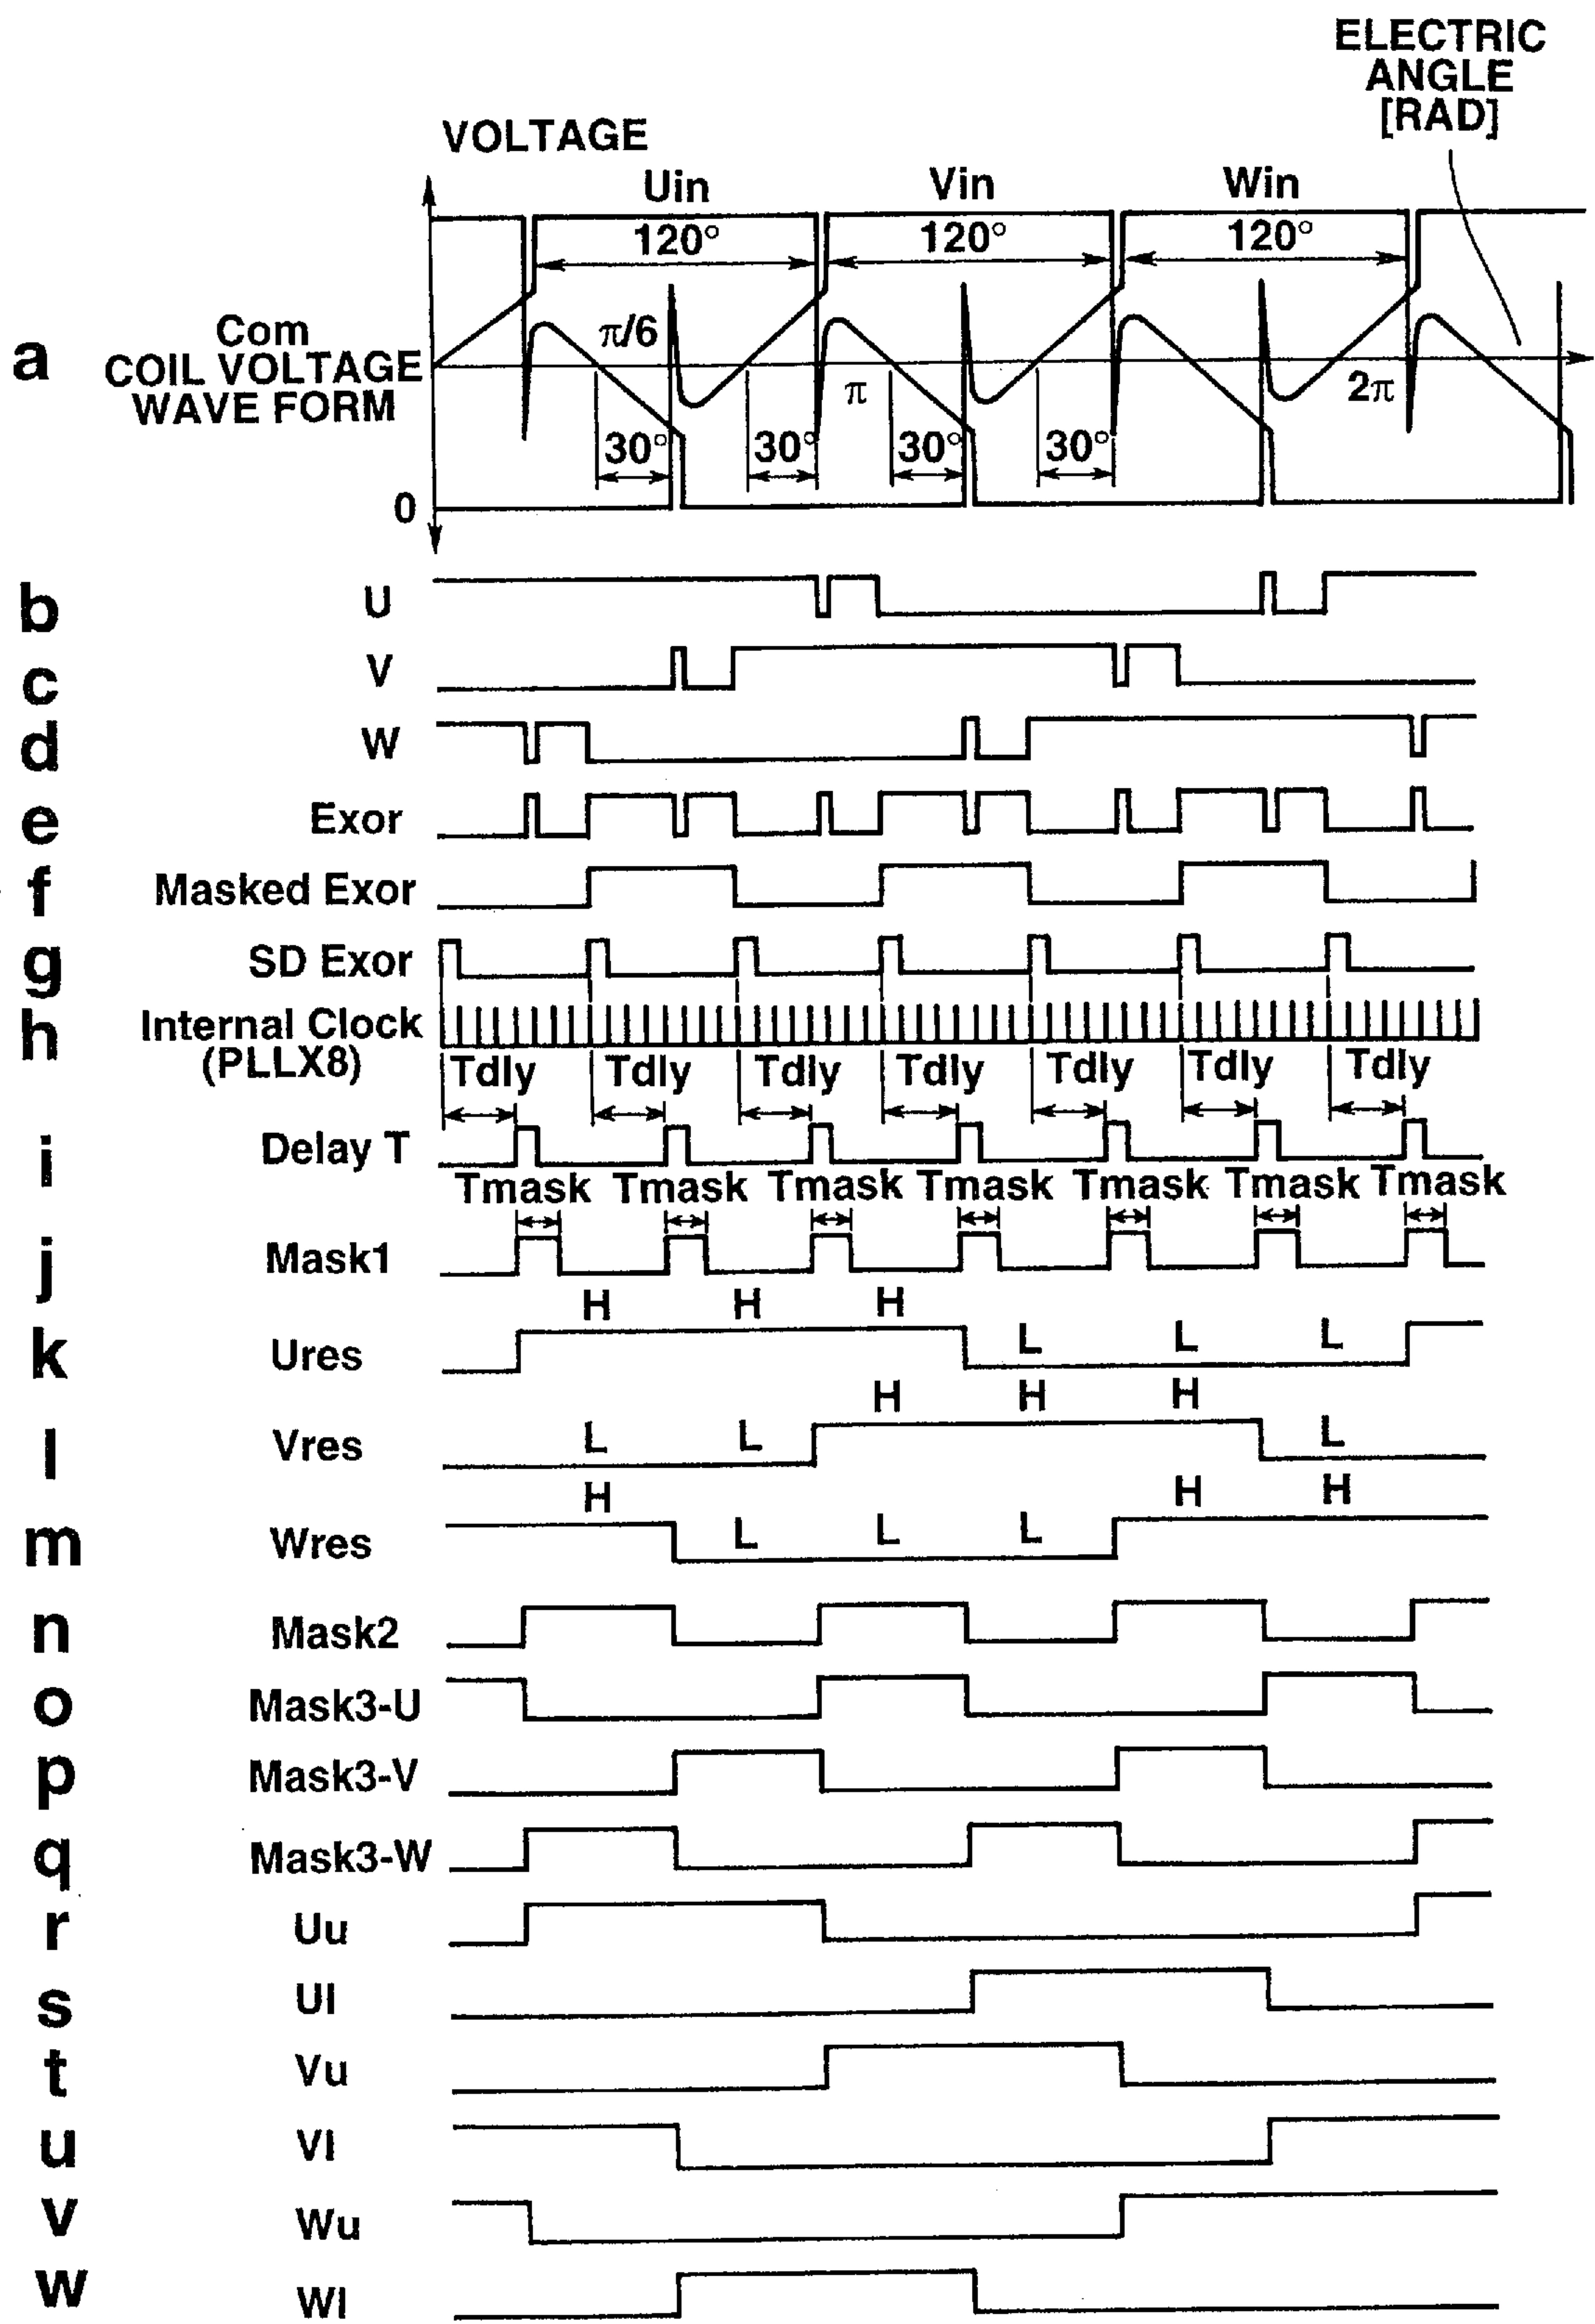 ELECTRIC
ANGLE
[RAD]
VOLTAGE
Uin Vin Win
120° 120° 120°
a
Com
COIL VOLTAGE
WAVE FORM
π/6
π
2π
30° 30° 30° 30°
0
b U
c V
d W
e Exor
f Masked Exor
g SD Exor
h Internal Clock
(PLLX8)
Tdly Tdly Tdly Tdly Tdly Tdly Tdly
i Delay T
Tmask Tmask Tmask Tmask Tmask Tmask Tmask
j Mask1
H H H
k Ures
L L L
H H H
l Vres
L L L
H H H
m Wres
L L L
n Mask2
o Mask3-U
p Mask3-V
q Mask3-W
r Uu
s Ul
t Vu
u Vl
v Wu
w Wl